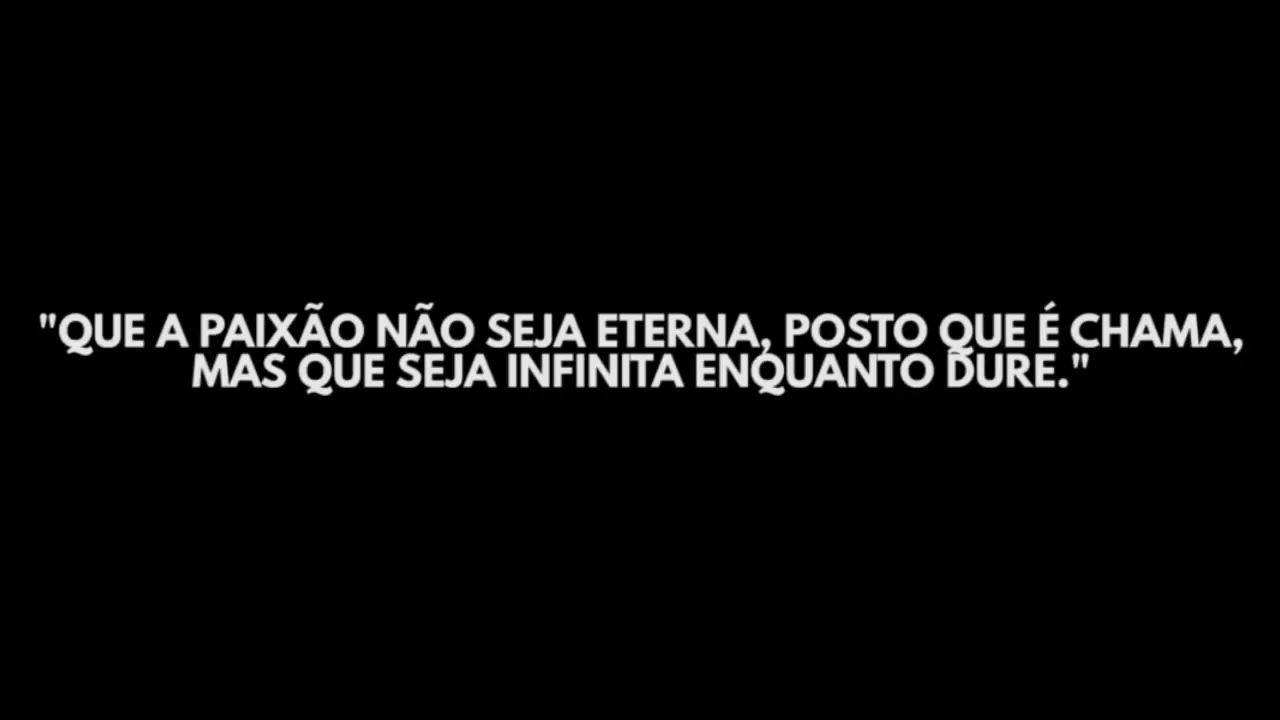 "QUE A PAIXÃO NÃO SEJA ETERNA, POSTO QUE É CHAMA,
MAS QUE SEJA INFINITA ENQUANTO DURE."